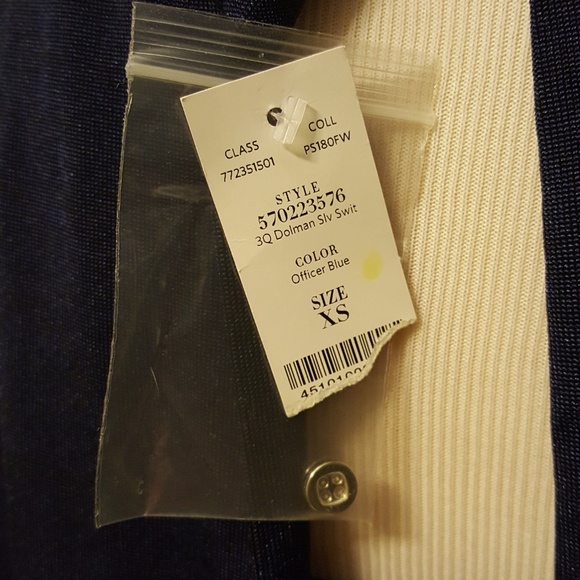 CLASS COLL
772351501 PS180FW
STYLE
570223576
3Q Dolman Slv Swit
COLOR
Officer Blue
SIZE
XS